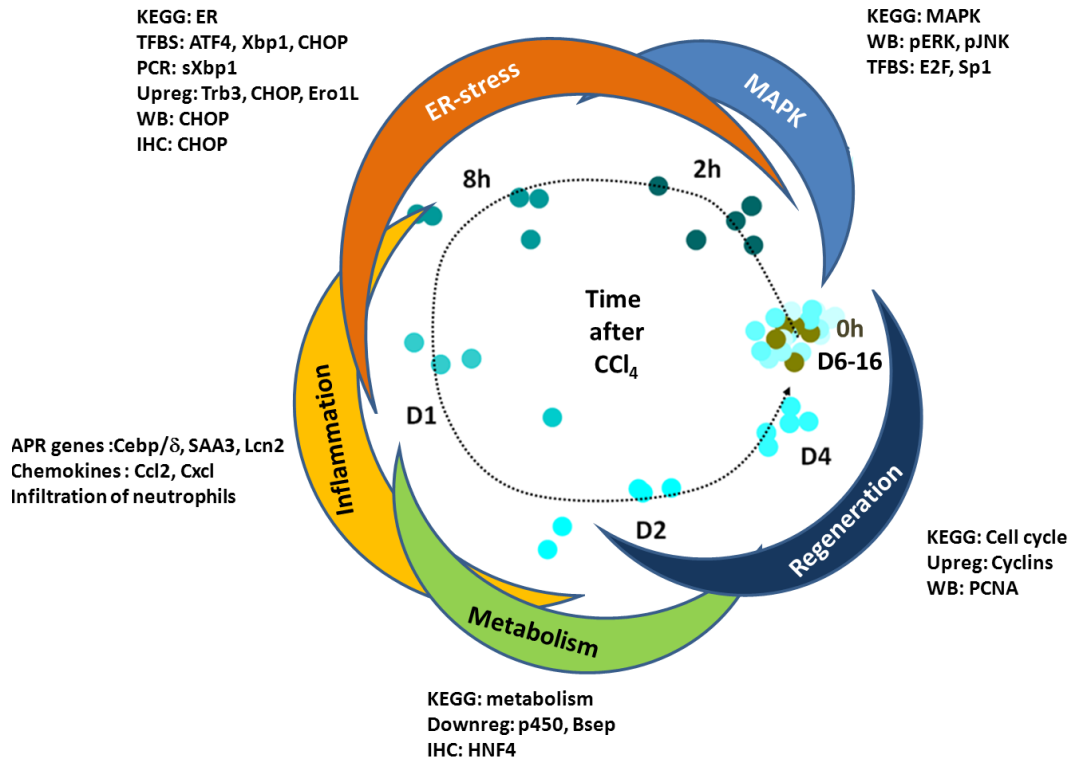 KEGG: ER
TFBS: ATF4, Xbp1, CHOP
PCR: sXbp1
Upreg: Trb3, CHOP, Ero1L
WB: CHOP
IHC: CHOP
KEGG: MAPK
WB: pERK, pJNK
TFBS: E2F, Sp1
ER-stress
MAPK
8h
2h
Time
after
CCl₄
0h
D6-16
D1
D4
D2
Inflammation
APR genes :Cebp/δ, SAA3, Lcn2
Chemokines : Ccl2, Cxcl
Infiltration of neutrophils
Regeneration
KEGG: Cell cycle
Upreg: Cyclins
WB: PCNA
Metabolism
KEGG: metabolism
Downreg: p450, Bsep
IHC: HNF4